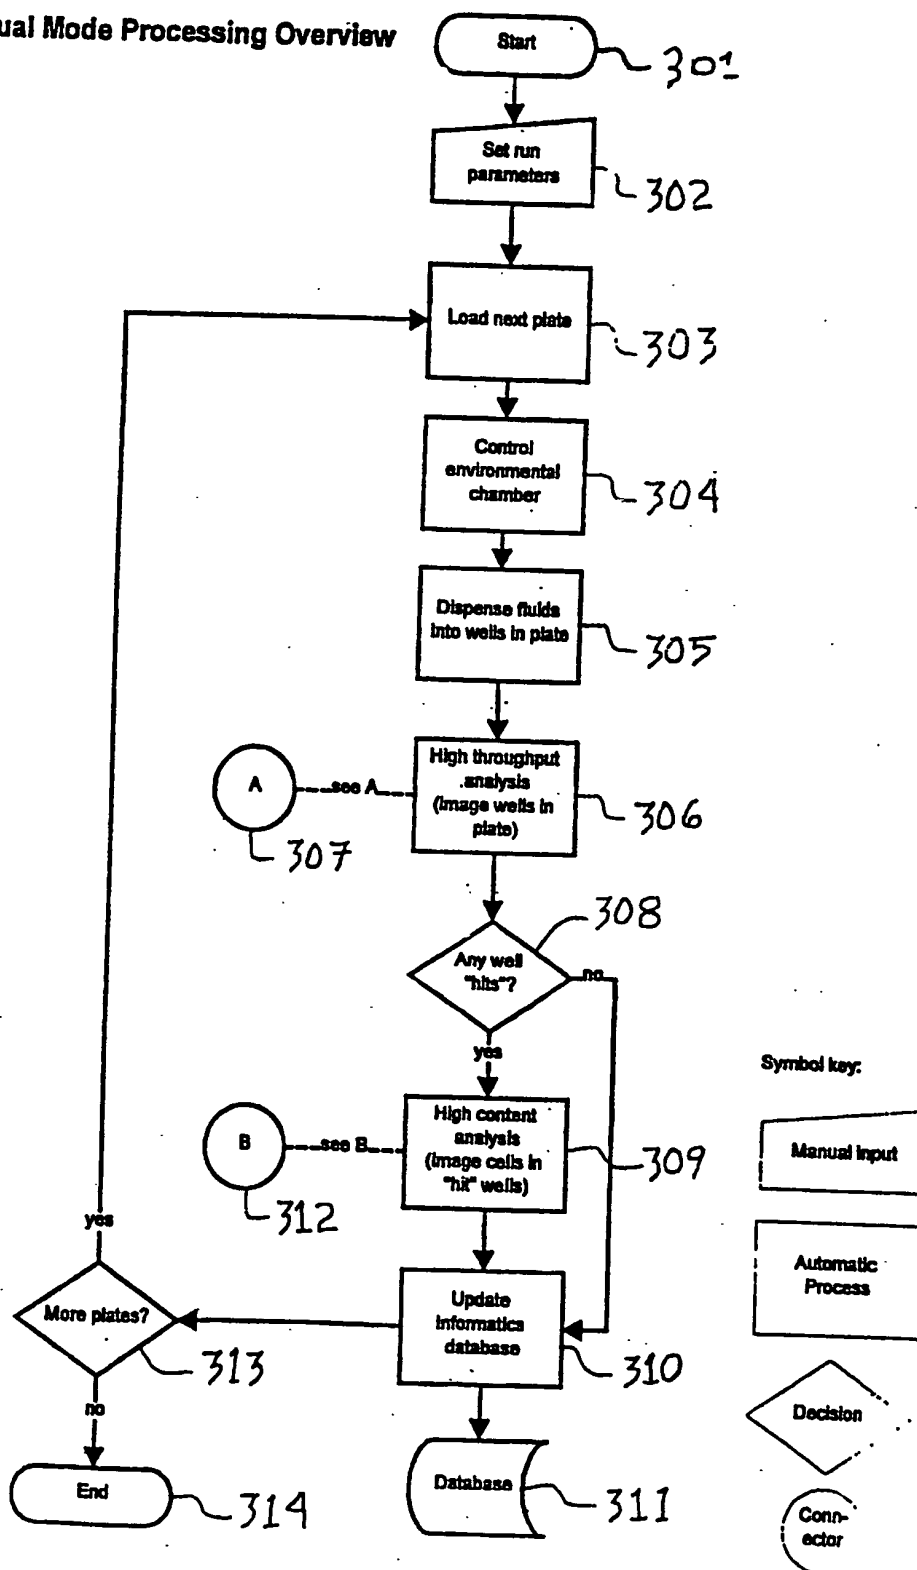 ual Mode Processing Overview
Start
301
Set run
parameters
302
Load next plate
303
Control
environmental
chamber
304
Dispense fluids
into wells in plate
305
High throughput
analysis
(image wells in
plate)
306
A
see A
307
308
Any well
"hits"?
no
yes
High content
analysis
(image cells in
"hit" wells)
309
B
see B
312
yes
More plates?
313
Update
informatics
database
310
no
End
314
Database
311
Symbol key:
Manual input
Automatic
Process
Decision
Conn-
ector